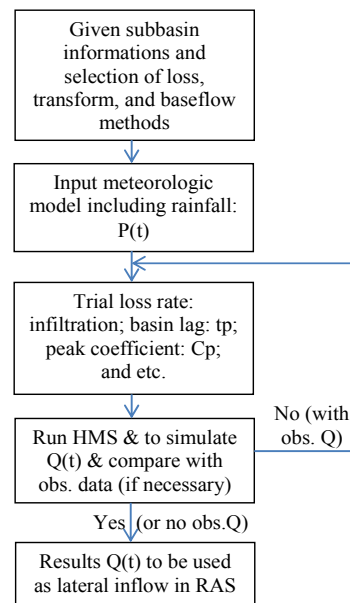 Given subbasin
informations and
selection of loss,
transform, and baseflow
methods
Input meteorologic
model including rainfall:
P(t)
Trial loss rate:
infiltration; basin lag: tp;
peak coefficient: Cp;
and etc.
No (with
obs. Q)
Run HMS & to simulate
Q(t) & compare with
obs. data (if necessary)
Yes (or no obs.Q)
Results Q(t) to be used
as lateral inflow in RAS